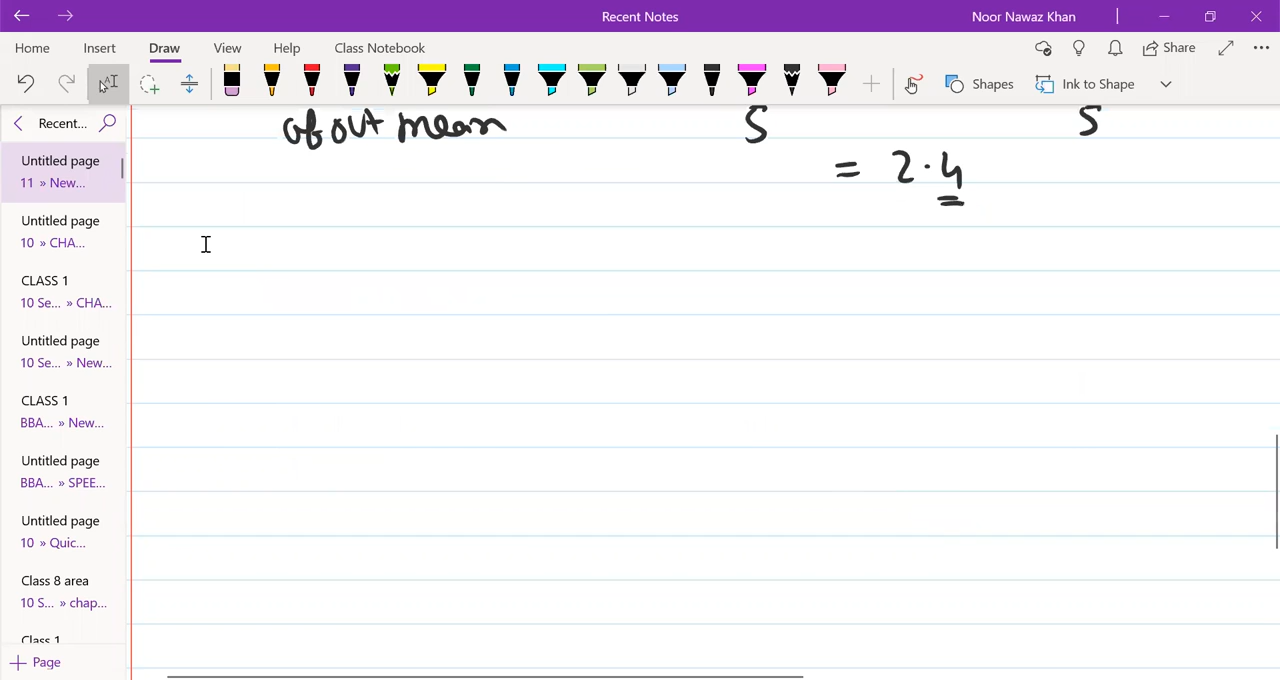 Recent Notes
Noor Nawaz Khan
Home Insert Draw View Help Class Notebook
Share
Shapes
Ink to Shape
Recent...
Untitled page
11 » New...
Untitled page
10 » CHA...
CLASS 1
10 Se... » CHA...
Untitled page
10 Se... » New...
CLASS 1
BBA... » New...
Untitled page
BBA... » SPEE...
Untitled page
10 » Quic...
Class 8 area
10 S... » chap...
Class 1
+ Page
mean 5 5
= 2.4